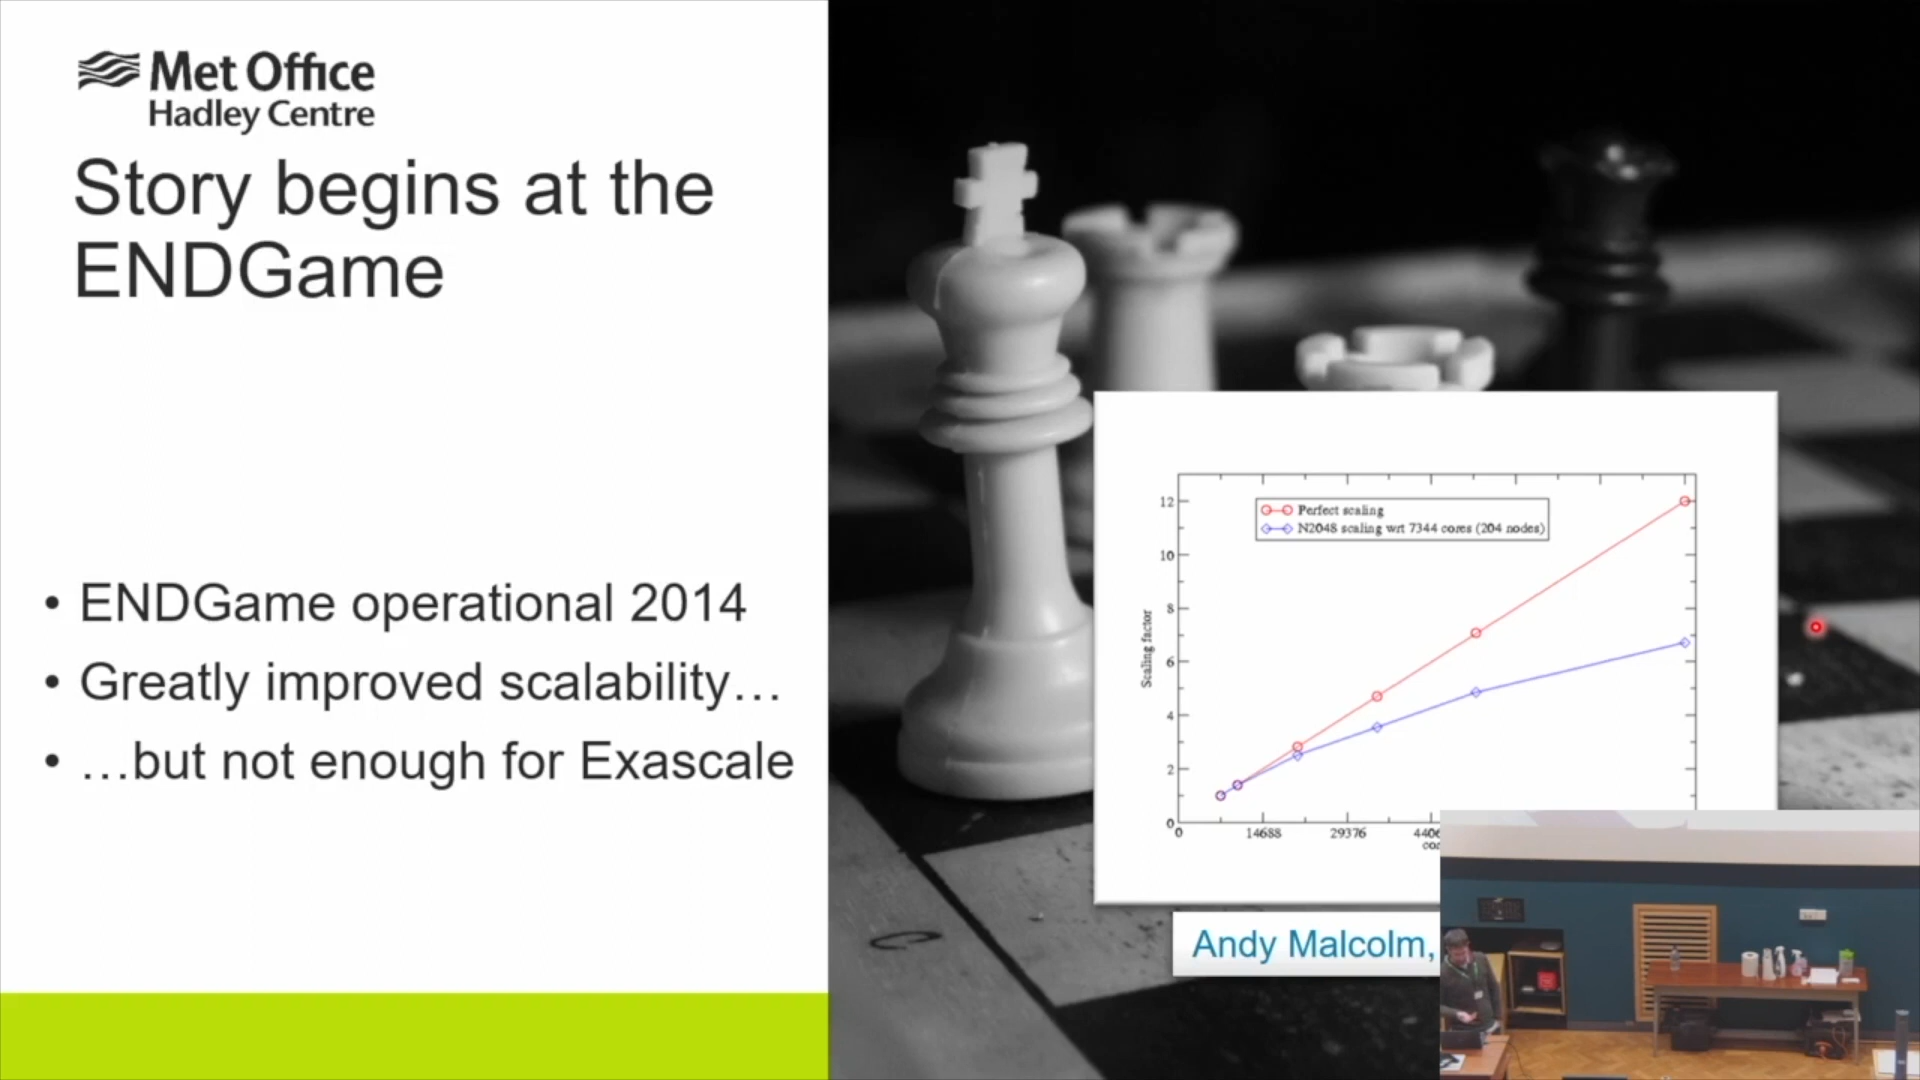 Met Office
Hadley Centre
Story begins at the
ENDGame
• ENDGame operational 2014
• Greatly improved scalability…
• …but not enough for Exascale
Perfect scaling
N2048 scaling wrt 7344 cores (204 nodes)
Scaling factor
12
10
8
6
4
2
0
0 14688 29376
Andy Malcolm,
C